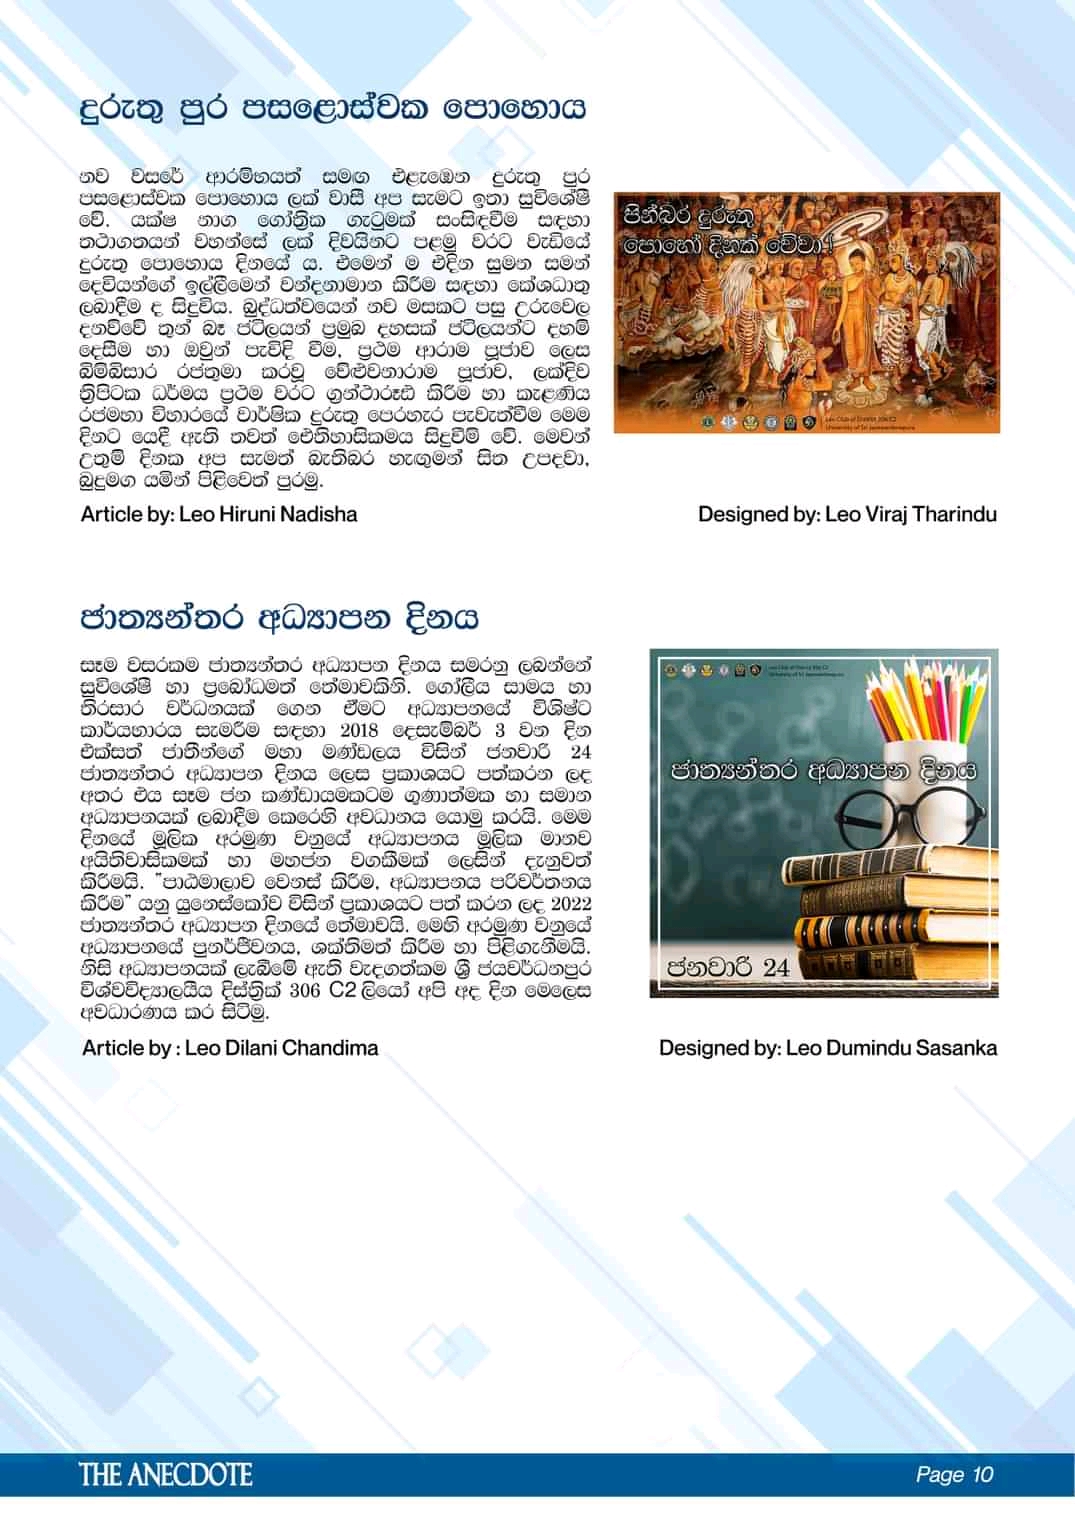 දුරුතු පුර පසළොස්වක පොහොය
නව වසරේ ආරම්භයත් සමඟ එළැඹෙන දුරුතු පුර
පසළොස්වක පොහොය ලක් වාසී අප සැමට ඉතා සුවිශේෂී
වේ. යක්ෂ නාග ගෝත්‍රික ගැටුමක් සංසිඳවීම සඳහා
තථාගතයන් වහන්සේ ලක් දිවයිනට පළමු වරට වැඩියේ
දුරුතු පොහොය දිනයේ ය. එමෙන් ම එදින සුමන සමන්
දෙවියන්ගේ ඉල්ලීමෙන් වන්දනාමාන කිරීම සඳහා කේශධාතු
ලබාදීම ද සිදුවිය. බුද්ධත්වයෙන් නව මසකට පසු උරුවෙල
දනව්වේ තුන් බෑ ජටිලයන් ප්‍රමුඛ දහසක් ජටිලයන්ට දහම්
දෙසීම හා ඔවුන් පැවිදි වීම, ප්‍රථම ආරාම පූජාව ලෙස
බිම්බිසාර රජතුමා කරවූ වේළුවනාරාම පූජාව, ලක්දිව
ත්‍රිපිටක ධර්මය ප්‍රථම වරට ග්‍රන්ථාරූඪ කිරීම හා කැළණිය
රජමහා විහාරයේ වාර්ෂික දුරුතු පෙරහැර පැවැත්වීම මෙම
දිනට යෙදී ඇති තවත් ඓතිහාසිකමය සිදුවීම් වේ. මෙවන්
උතුම් දිනක අප සැමත් බැතිබර හැඟුමන් සිත උපදවා,
බුදුමග යමින් පිළිවෙත් පුරමු.
Article by: Leo Hiruni Nadisha
පින්බර දුරුතු
පොහෝ දිනක් වේවා !
Leo Club of District 306 C2
University of Sri Jayewardenepura
Designed by: Leo Viraj Tharindu
ජාත්‍යන්තර අධ්‍යාපන දිනය
සෑම වසරකම ජාත්‍යන්තර අධ්‍යාපන දිනය සමරනු ලබන්නේ
සුවිශේෂී හා ප්‍රබෝධමත් තේමාවකිනි. ගෝලීය සාමය හා
තිරසාර වර්ධනයක් ගෙන ඒමට අධ්‍යාපනයේ විශිෂ්ට
කාර්යභාරය සැමරීම සඳහා 2018 දෙසැම්බර් 3 වන දින
එක්සත් ජාතීන්ගේ මහා මණ්ඩලය විසින් ජනවාරි 24
ජාත්‍යන්තර අධ්‍යාපන දිනය ලෙස ප්‍රකාශයට පත්කරන ලද
අතර එය සෑම ජන කණ්ඩායමකටම ගුණාත්මක හා සමාන
අධ්‍යාපනයක් ලබාදීම කෙරෙහි අවධානය යොමු කරයි. මෙම
දිනයේ මූලික අරමුණ වනුයේ අධ්‍යාපනය මූලික මානව
අයිතිවාසිකමක් හා මහජන වගකීමක් ලෙසින් දැනුවත්
කිරීමයි. "පාඨමාලාව වෙනස් කිරීම, අධ්‍යාපනය පරිවර්තනය
කිරීම" යනු යුනෙස්කෝව විසින් ප්‍රකාශයට පත් කරන ලද 2022
ජාත්‍යන්තර අධ්‍යාපන දිනයේ තේමාවයි. මෙහි අරමුණ වනුයේ
අධ්‍යාපනයේ පුනර්ජීවනය, ශක්තිමත් කිරීම හා පිළිගැනීමයි.
නිසි අධ්‍යාපනයක් ලැබීමේ ඇති වැදගත්කම ශ්‍රී ජයවර්ධනපුර
විශ්වවිද්‍යාලයීය දිස්ත්‍රික් 306 C2 ලියෝ අපි අද දින මෙලෙස
අවධාරණය කර සිටිමු.
Article by : Leo Dilani Chandima
Leo Club of District 306 C2
University of Sri Jayewardenepura
ජාත්‍යන්තර අධ්‍යාපන දිනය
ජනවාරි 24
Designed by: Leo Dumindu Sasanka
THE ANECDOTE
Page 10